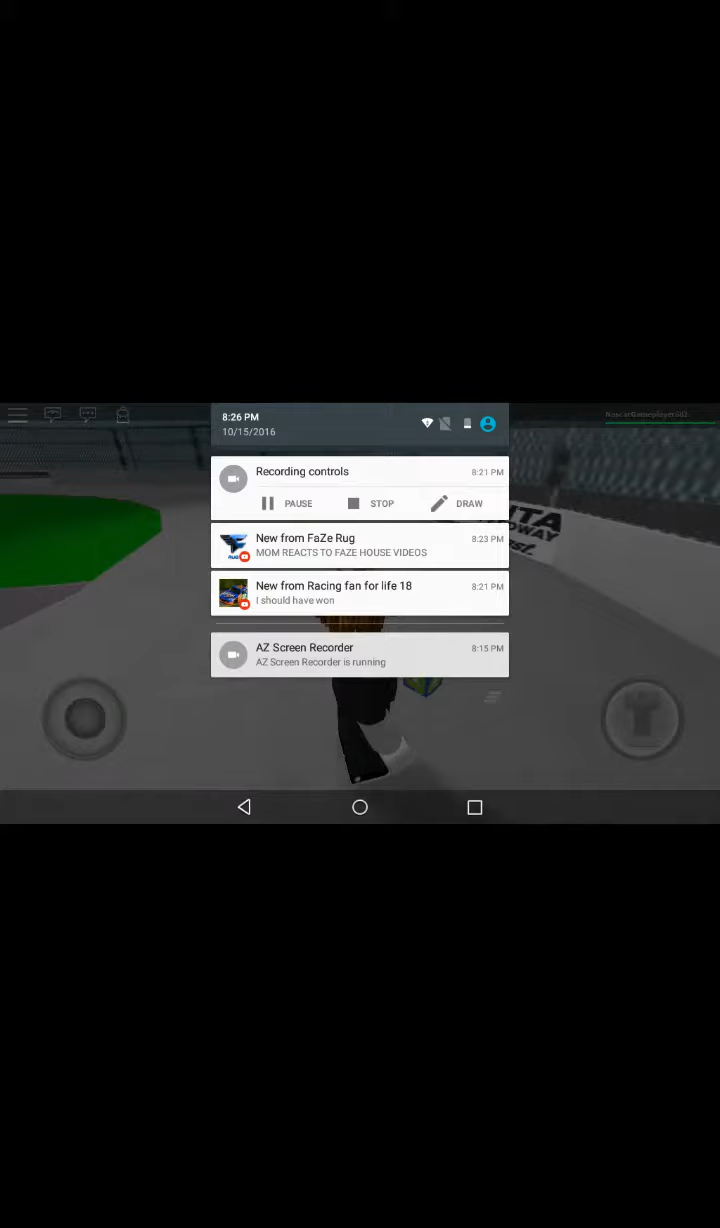 8:26 PM
10/15/2016
Recording controls 8:21 PM
PAUSE STOP DRAW
New from FaZe Rug 8:23 PM
MOM REACTS TO FAZE HOUSE VIDEOS
RUG
New from Racing fan for life 18 8:21 PM
I should have won
AZ Screen Recorder 8:15 PM
AZ Screen Recorder is running